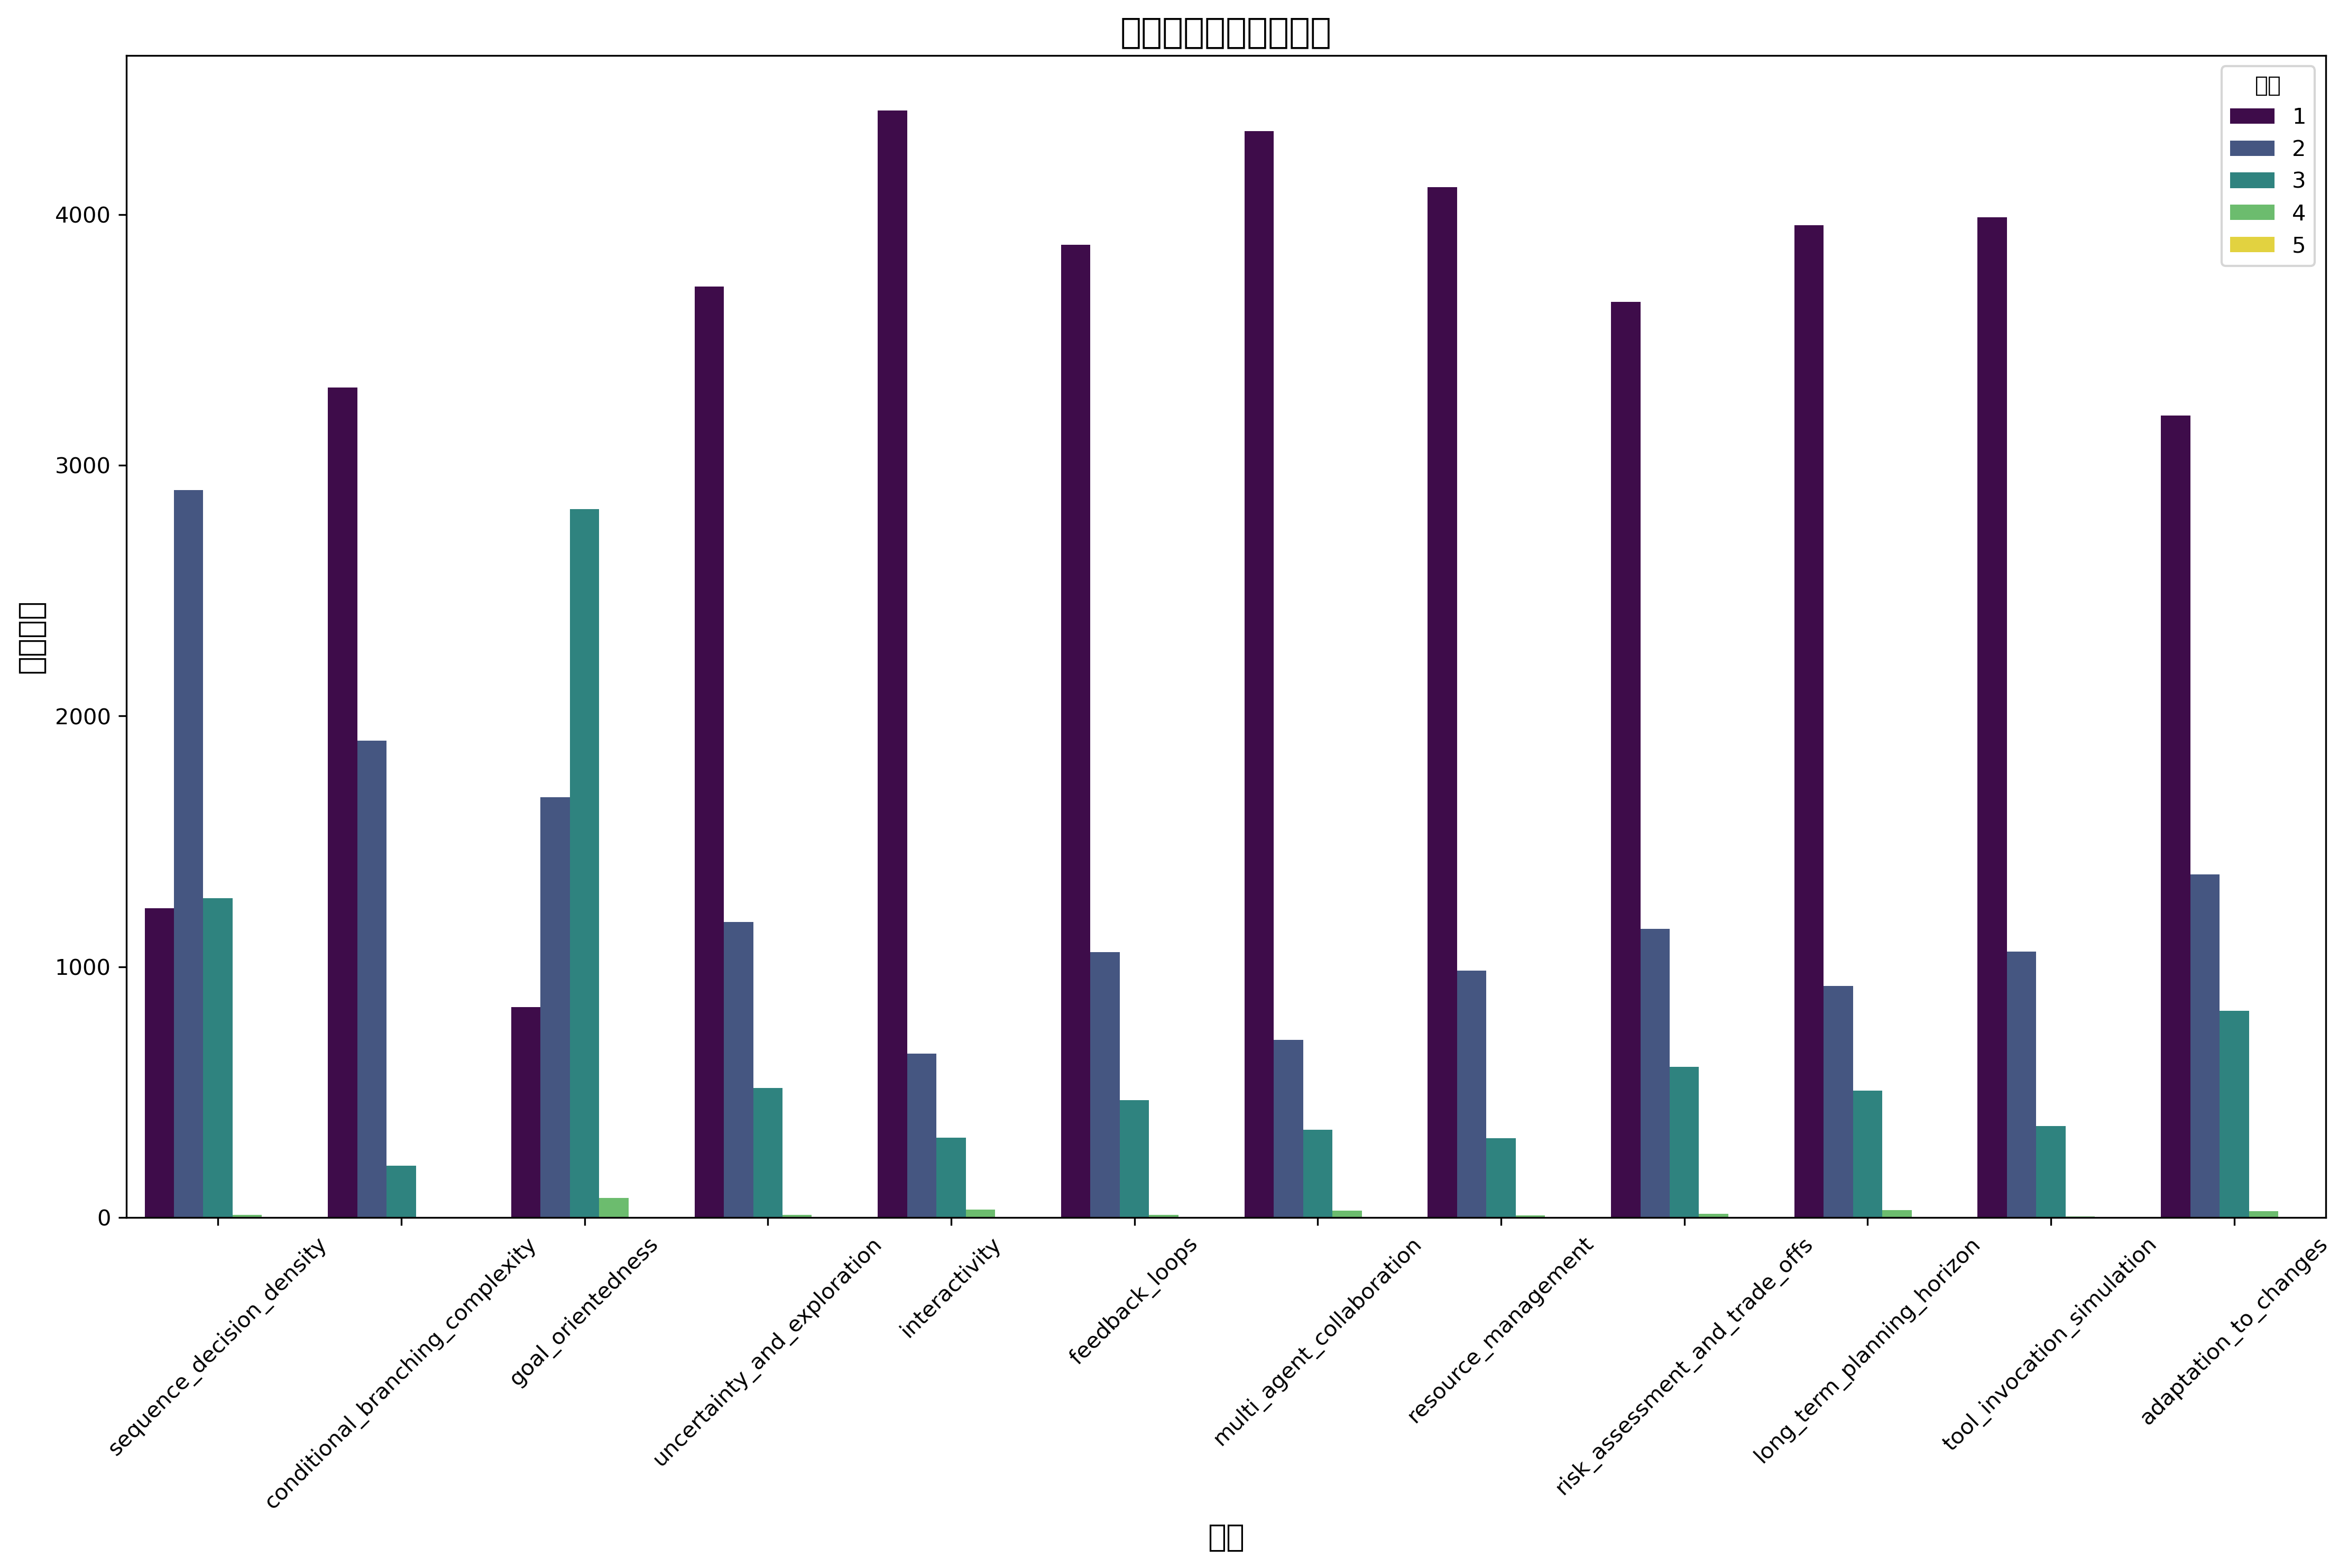 1
2
3
4
5
4000
3000
2000
1000
0
sequence_decision_density
conditional_branching_complexity
goal_orientedness
uncertainty_and_exploration
interactivity
feedback_loops
multi_agent_collaboration
resource_management
risk_assessment_and_trade_offs
long_term_planning_horizon
tool_invocation_simulation
adaptation_to_changes